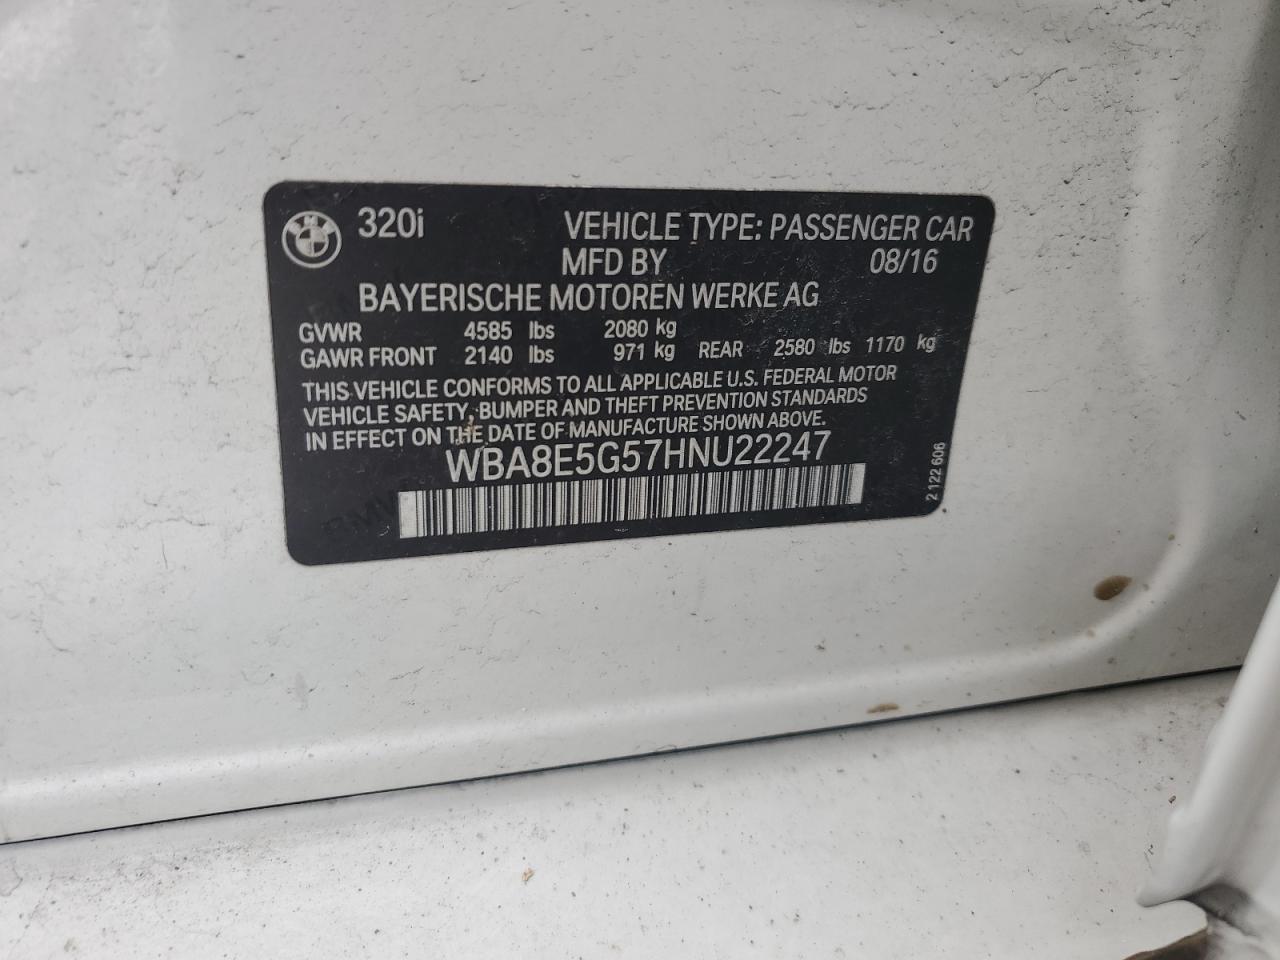 320i VEHICLE TYPE: PASSENGER CAR
MFD BY 08/16
BAYERISCHE MOTOREN WERKE AG
GVWR 4585 lbs 2080 kg
GAWR FRONT 2140 lbs 971 kg REAR 2580 lbs 1170 kg
THIS VEHICLE CONFORMS TO ALL APPLICABLE U.S. FEDERAL MOTOR
VEHICLE SAFETY, BUMPER AND THEFT PREVENTION STANDARDS
IN EFFECT ON THE DATE OF MANUFACTURE SHOWN ABOVE.
WBA8E5G57HNU22247
2 122 606